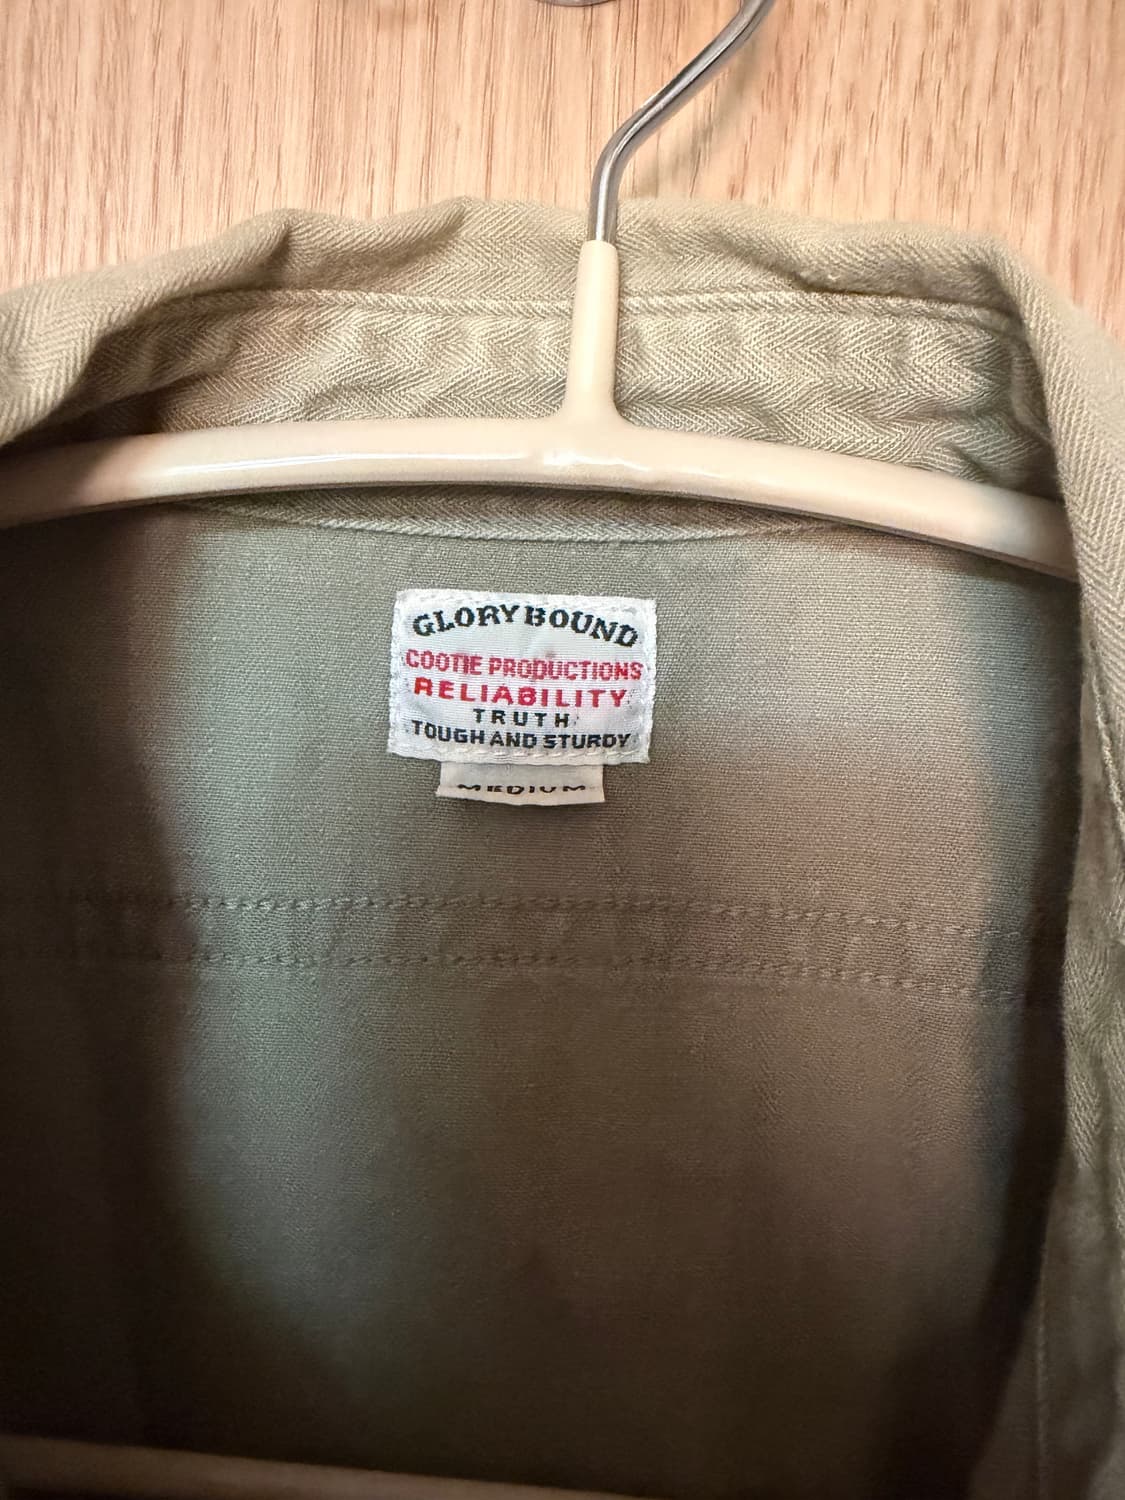 GLORY BOUND
COOTIE PRODUCTIONS
RELIABILITY
TRUTH
TOUGH AND STURDY
MEDIUM